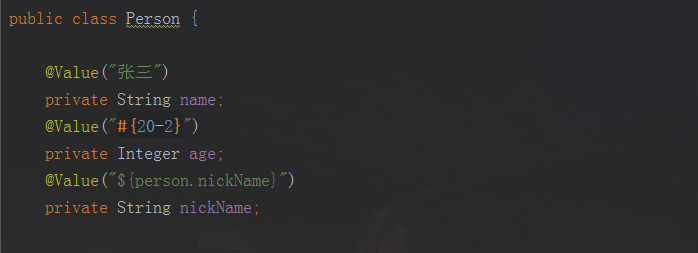 public class Person {
@Value("张三")
private String name;
@Value("#{20-2}")
private Integer age;
@Value("${person.nickName}")
private String nickName;